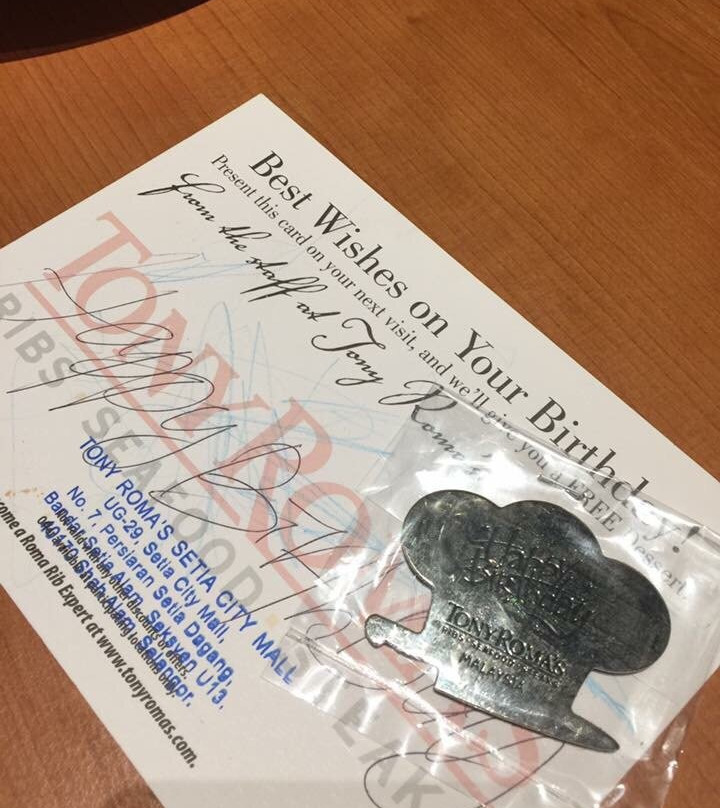 Best Wishes on Your Birthday!
Present this card on your next visit, and we'll give you a FREE Dessert
from the staff at Tony Roma's
TONY ROMA'S
RIBS SEAFOOD STEAK
Happy
TONY ROMA'S SETIA CITY MALL
UG-29 Setia City Mall,
No. 7, Persiaran Setia Dagang,
Bandar Setia Alam, Seksyen U13,
40170 Shah Alam, Selangor.
ome a Roma Rib Expert at www.tonyromas.com.
Happy
Birthday
TONY ROMA'S
MALAYSIA